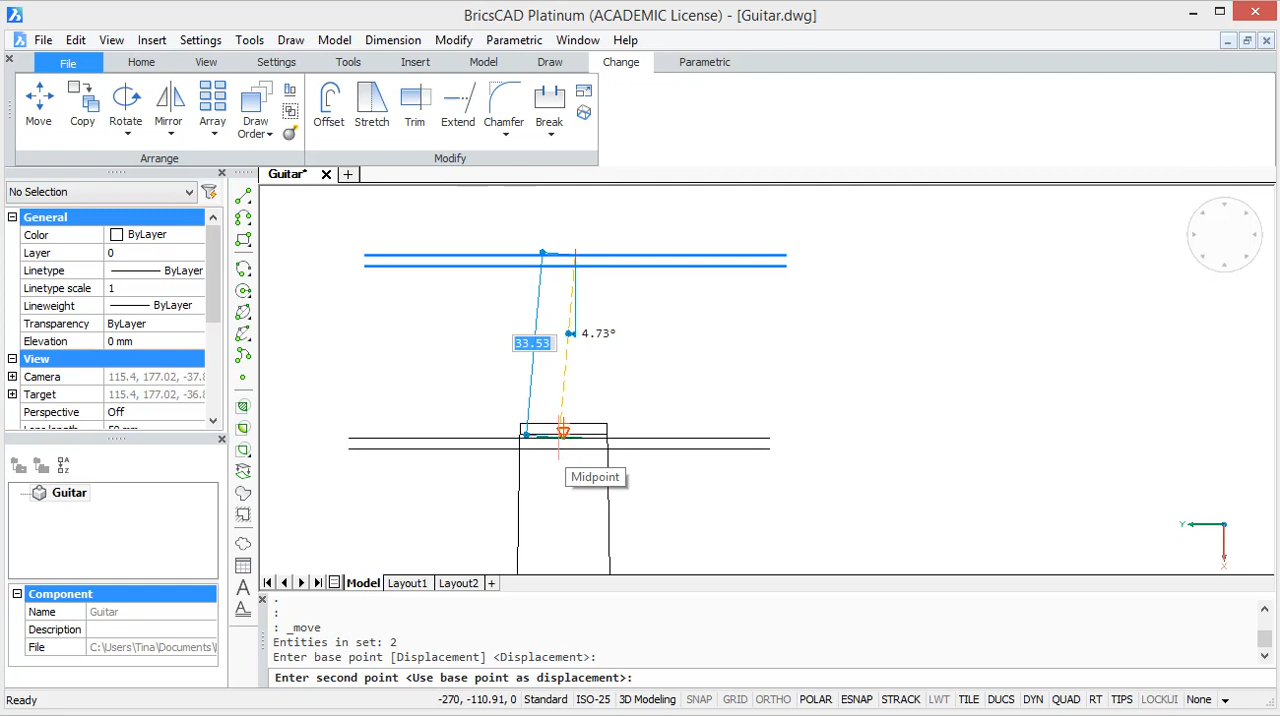 BricsCAD Platinum (ACADEMIC License) - [Guitar.dwg]
File Edit View Insert Settings Tools Draw Model Dimension Modify Parametric Window Help
File Home View Settings Tools Insert Model Draw Change Parametric
Move Copy Rotate Mirror Array Draw Order Offset Stretch Trim Extend Chamfer Break
Arrange Modify
Guitar*
No Selection
General
Color ByLayer
Layer 0
Linetype ByLayer
Linetype scale 1
Lineweight ByLayer
Transparency ByLayer
Elevation 0 mm
View
Camera 115.4, 177.02, -37.8
Target 115.4, 177.02, -36.8
Perspective Off
Guitar
Component
Name Guitar
Description
File C:\Users\Tina\Documents\
4.73°
33.53
Midpoint
Y
X
A
A
Model Layout1 Layout2
:
:
: _move
Entities in set: 2
Enter base point [Displacement] <Displacement>:
Enter second point <Use base point as displacement>:
Ready -270, -110.91, 0 Standard ISO-25 3D Modeling SNAP GRID ORTHO POLAR ESNAP STRACK LWT TILE DUCS DYN QUAD RT TIPS LOCKUI None